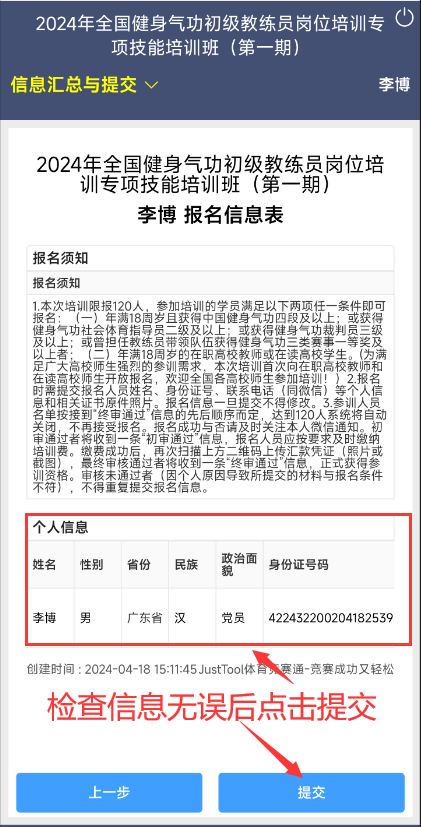 2024年全国健身气功初级教练员岗位培训专
项技能培训班（第一期）
信息汇总与提交
李博
2024年全国健身气功初级教练员岗位培
训专项技能培训班（第一期）
李博 报名信息表
报名须知
报名须知
1.本次培训限报120人，参加培训的学员满足以下两项任一条件即可
报名：（一）年满18周岁且获得中国健身气功四段及以上；或获得
健身气功社会体育指导员二级及以上；或获得健身气功裁判员三级
及以上；或曾担任教练员带领队伍获得健身气功三类赛事一等奖及
以上者；（二）年满18周岁的在职高校教师或在读高校学生。（为满
足广大高校师生强烈的参训需求，本次培训首次向在职高校教师和
在读高校师生开放报名，欢迎全国各高校师生参加培训！）2.报名
时需提交报名人员姓名、身份证号、联系电话（同微信）等个人信
息和相关证书原件照片。报名信息一旦提交不得修改。3.参训人员
名单按接到“终审通过”信息的先后顺序而定，达到120人系统将自动
关闭，不再接受报名。报名成功与否请及时关注本人微信通知。初
审通过者将收到一条“初审通过”信息，报名人员应按要求及时缴纳
培训费。缴费成功后，再次扫描上方二维码上传汇款凭证（照片或
截图），最终审核通过者将收到一条“终审通过”信息，正式获得参
训资格。审核未通过者（因个人原因导致所提交的材料与报名条件
不符），不得重复提交报名信息。
个人信息
姓名 性别 省份 民族 政治面貌 身份证号码
李博 男 广东省 汉 党员 422432200204182539
创建时间 : 2024-04-18 15:11:45JustTool体育竞赛通-竞赛成功又轻松
检查信息无误后点击提交
上一步 提交